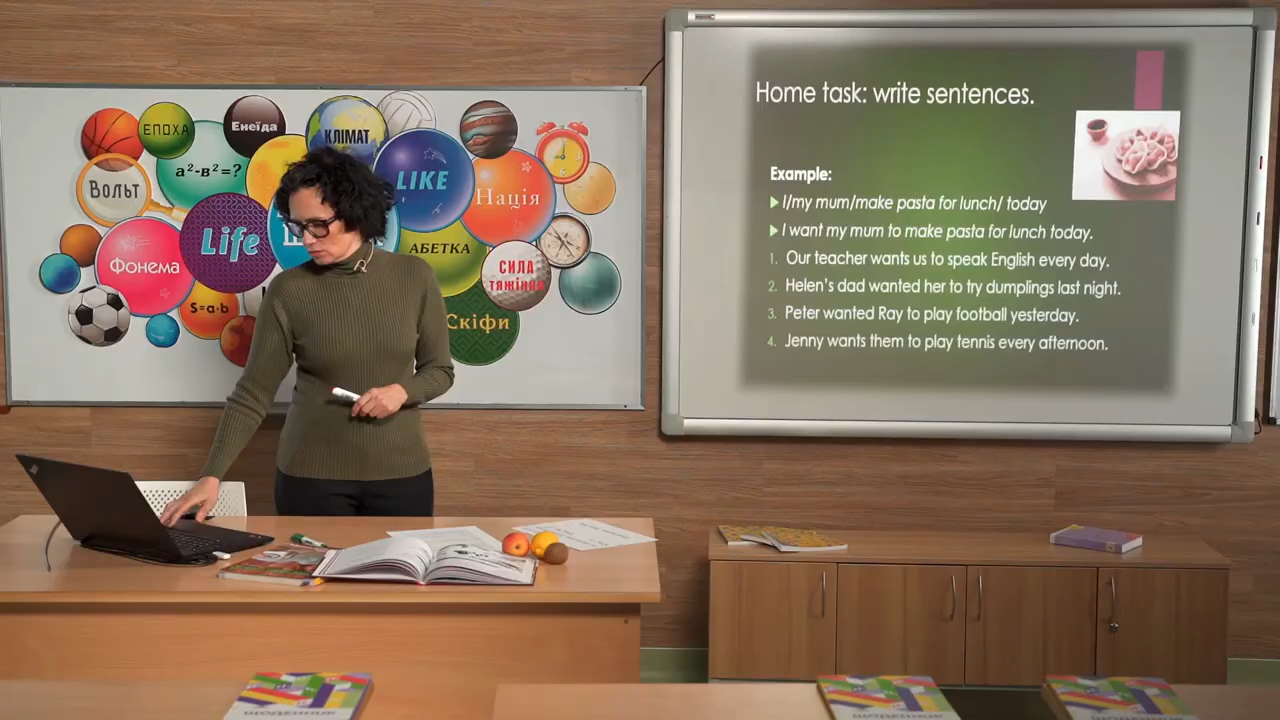 ЕПОХА
Енеїда
КЛІМАТ
a²-в²=?
Вольт
LIKE
Нація
Life
АБЕТКА
Фонема
СИЛА
тяжіння
S=a·b
Скіфи
Home task: write sentences.
Example:
I/my mum/make pasta for lunch/ today
I want my mum to make pasta for lunch today.
1. Our teacher wants us to speak English every day.
2. Helen's dad wanted her to try dumplings last night.
3. Peter wanted Ray to play football yesterday.
4. Jenny wants them to play tennis every afternoon.